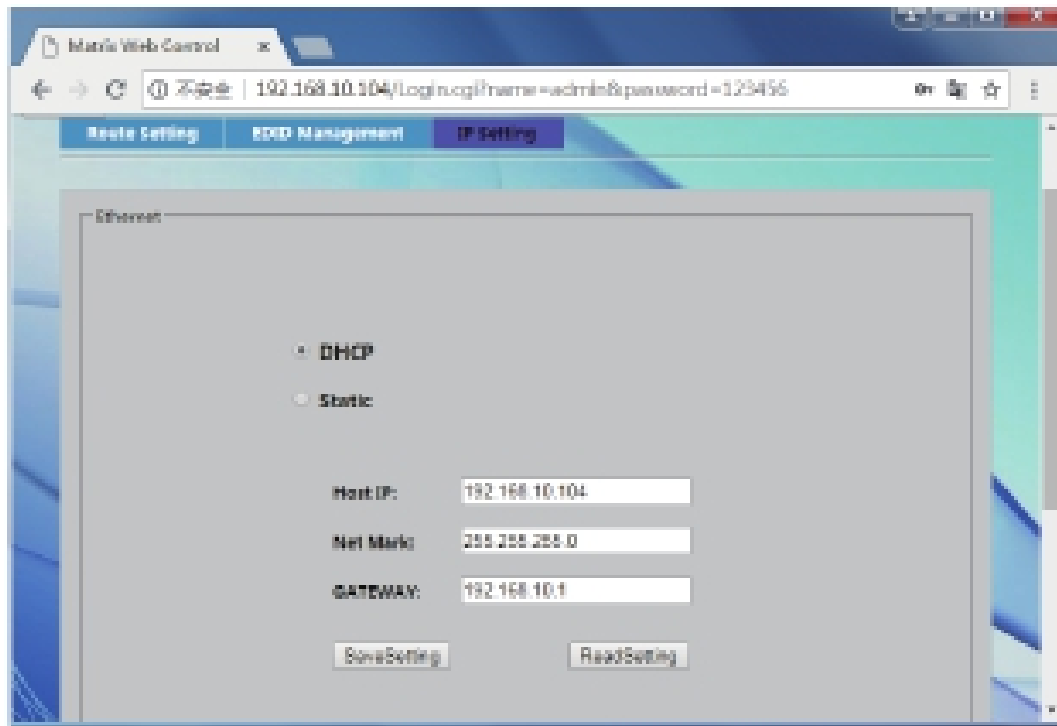 Matrix Web Control
不安全 | 192.168.10.104/Login.cgi?name=admin&password=123456
Route Setting EDID Management IP Setting
Ethernet
DHCP
Static
Host IP: 192.168.10.104
Net Mark: 255.255.255.0
GATEWAY: 192.168.10.1
SaveSetting ReadSetting